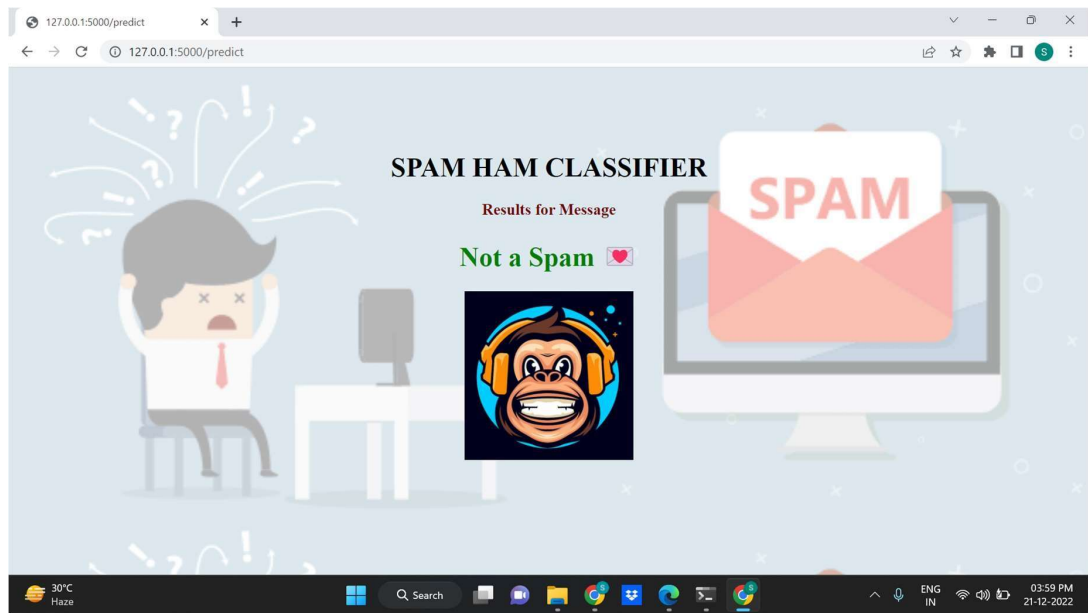 127.0.0.1:5000/predict
127.0.0.1:5000/predict
S
SPAM HAM CLASSIFIER
Results for Message
Not a Spam 💌
SPAM
30°C
Haze
Search
S
S
ENG
IN
03:59 PM
21-12-2022